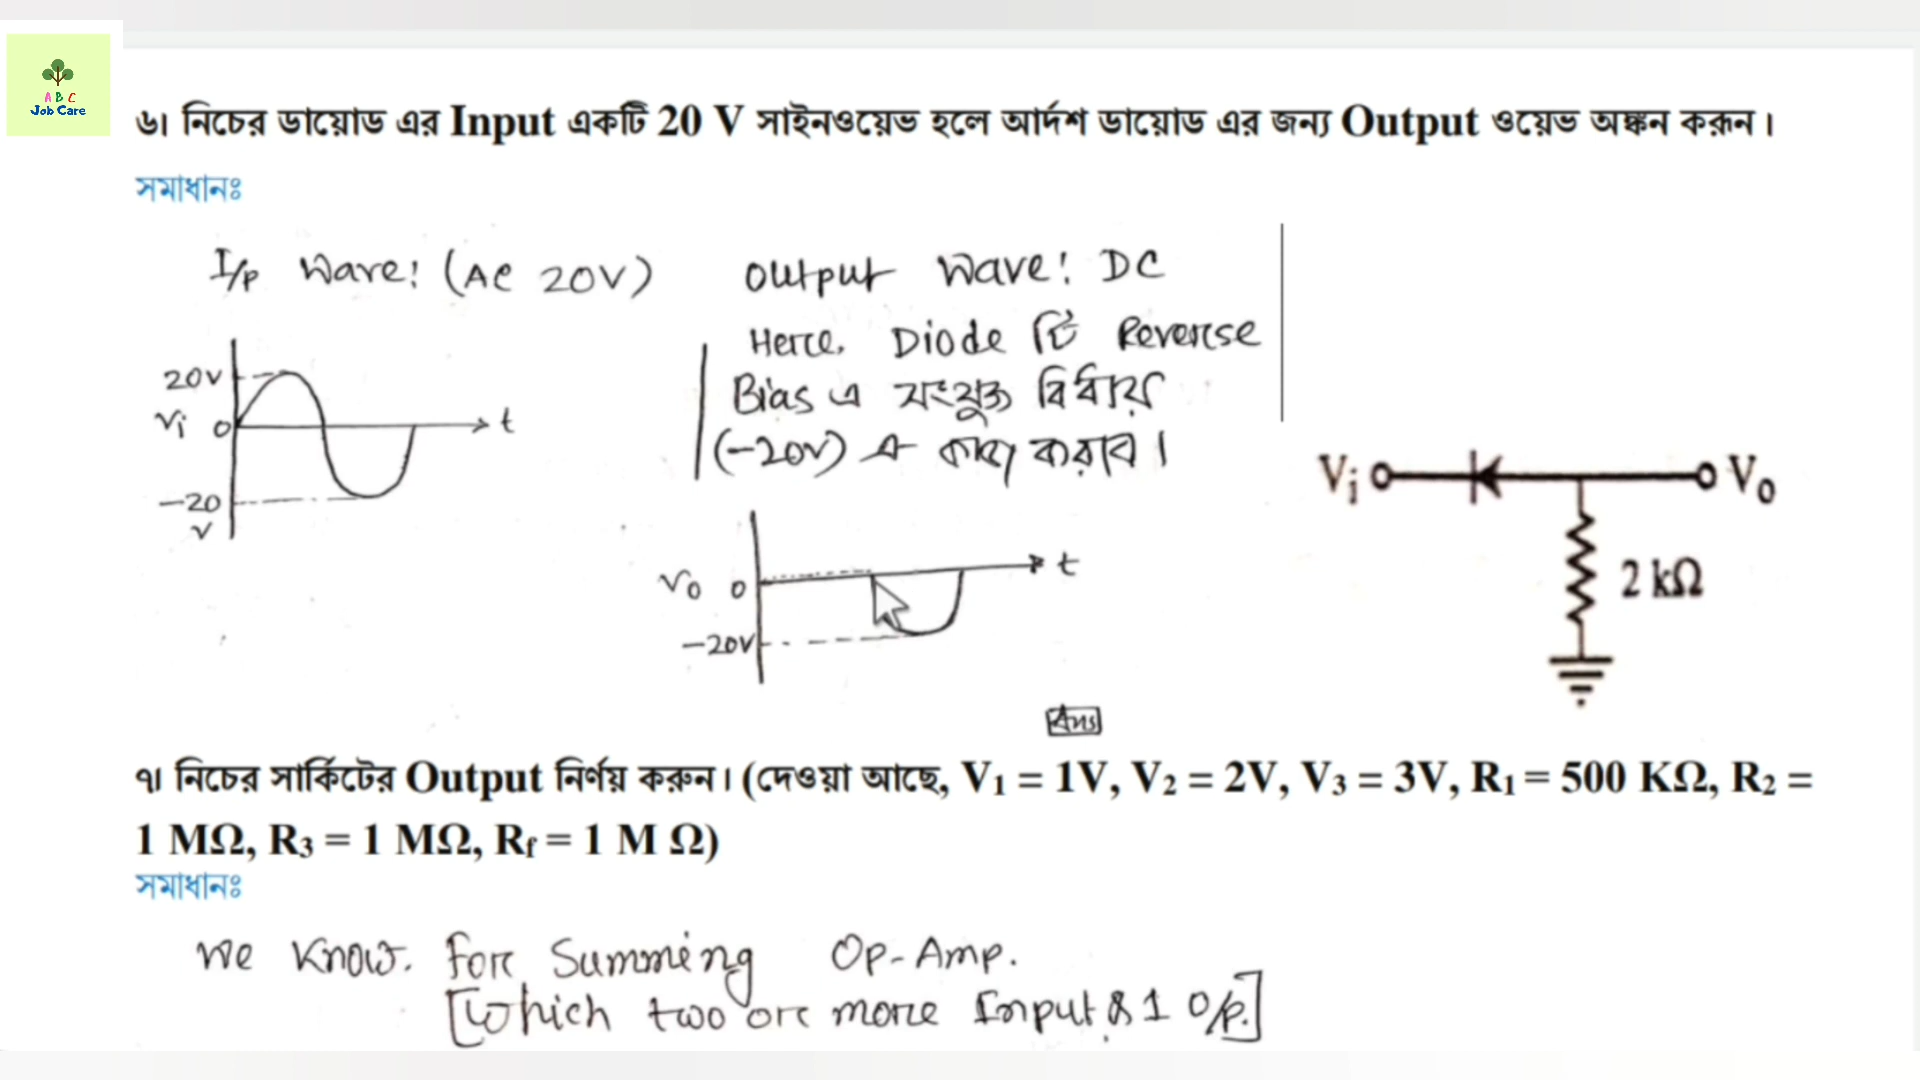 A B C
Job Care
৬। নিচের ডায়োড এর Input একটি 20 V সাইনওয়েভ হলে আর্দশ ডায়োড এর জন্য Output ওয়েভ অঙ্কন করুন।
সমাধানঃ
I/p Wave: (AC 20V)
20V
Vi 0
t
-20
V
Output Wave: DC
Here, Diode টি Reverse
Bias এ সংযুক্ত বিধায়
(-20V) এ কাজ করবে।
Vo 0
t
-20V
Ans
Vi
Vo
2 kΩ
৭। নিচের সার্কিটের Output নির্ণয় করুন। (দেওয়া আছে, V1 = 1V, V2 = 2V, V3 = 3V, R1 = 500 KΩ, R2 =
1 MΩ, R3 = 1 MΩ, Rf = 1 M Ω)
সমাধানঃ
We Know. For Summing Op-Amp.
[Which two or more Input & 1 O/p.]